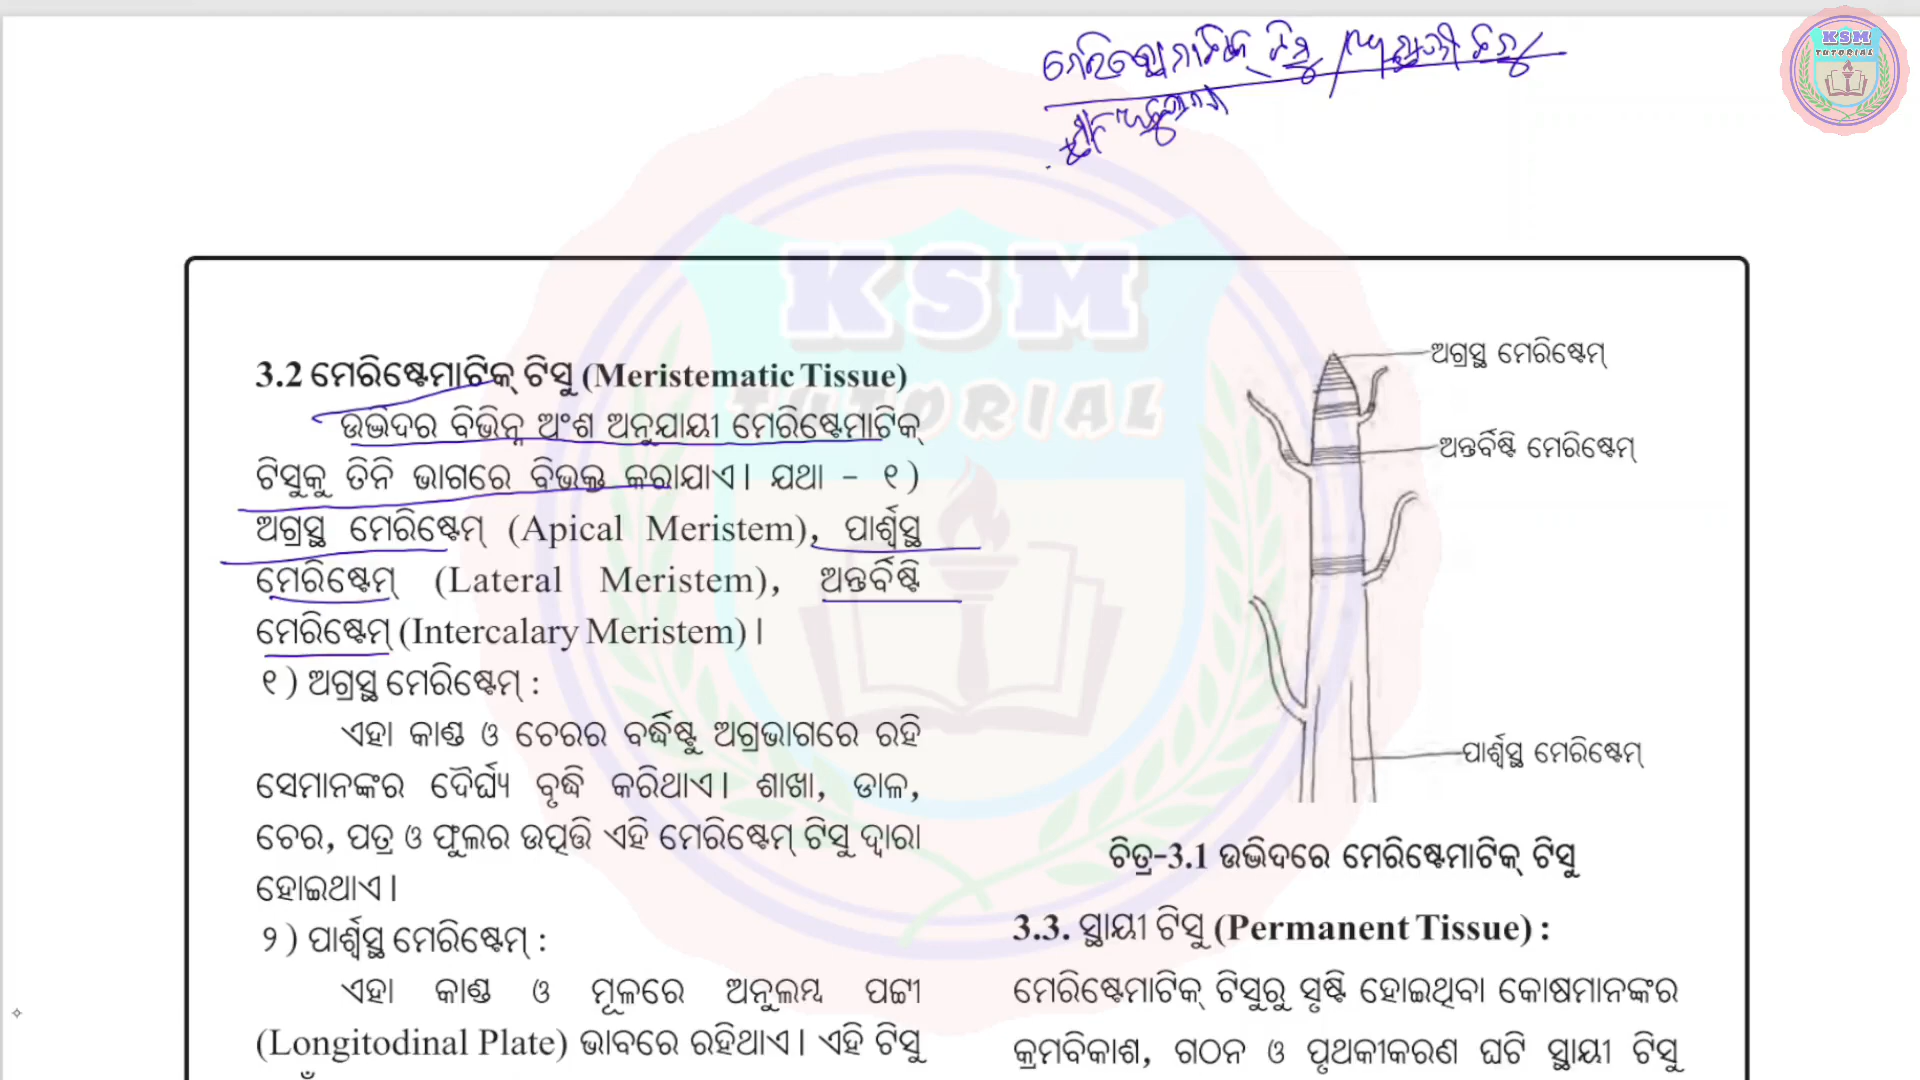 ମେରିଷ୍ଟେମାଟିକ୍ ଟିସୁ /
KSM
TUTORIAL
KSM
TUTORIAL
3.2 ମେରିଷ୍ଟେମାଟିକ୍ ଟିସୁ (Meristematic Tissue)
ଉଦ୍ଭିଦର ବିଭିନ୍ନ ଅଂଶ ଅନୁଯାୟୀ ମେରିଷ୍ଟେମାଟିକ୍
ଟିସୁକୁ ତିନି ଭାଗରେ ବିଭକ୍ତ କରାଯାଏ। ଯଥା - ୧)
ଅଗ୍ରସ୍ଥ ମେରିଷ୍ଟେମ୍ (Apical Meristem), ପାର୍ଶ୍ୱସ୍ଥ
ମେରିଷ୍ଟେମ୍ (Lateral Meristem), ଅନ୍ତର୍ବିଷ୍ଟି
ମେରିଷ୍ଟେମ୍ (Intercalary Meristem)।
୧) ଅଗ୍ରସ୍ଥ ମେରିଷ୍ଟେମ୍ :
ଏହା କାଣ୍ଡ ଓ ଚେରର ବର୍ଦ୍ଧିଷ୍ଟୁ ଅଗ୍ରଭାଗରେ ରହି
ସେମାନଙ୍କର ଦୈର୍ଘ୍ୟ ବୃଦ୍ଧି କରିଥାଏ। ଶାଖା, ଡାଳ,
ଚେର, ପତ୍ର ଓ ଫୁଲର ଉତ୍ପତ୍ତି ଏହି ମେରିଷ୍ଟେମ୍ ଟିସୁ ଦ୍ୱାରା
ହୋଇଥାଏ।
୨) ପାର୍ଶ୍ୱସ୍ଥ ମେରିଷ୍ଟେମ୍ :
ଏହା କାଣ୍ଡ ଓ ମୂଳରେ ଅନୁଲମ୍ବ ପଟ୍ଟୀ
(Longitodinal Plate) ଭାବରେ ରହିଥାଏ। ଏହି ଟିସୁ
ଅଗ୍ରସ୍ଥ ମେରିଷ୍ଟେମ୍
ଅନ୍ତର୍ବିଷ୍ଟି ମେରିଷ୍ଟେମ୍
ପାର୍ଶ୍ୱସ୍ଥ ମେରିଷ୍ଟେମ୍
ଚିତ୍ର-3.1 ଉଦ୍ଭିଦରେ ମେରିଷ୍ଟେମାଟିକ୍ ଟିସୁ
3.3. ସ୍ଥାୟୀ ଟିସୁ (Permanent Tissue) :
ମେରିଷ୍ଟେମାଟିକ୍ ଟିସୁରୁ ସୃଷ୍ଟି ହୋଇଥିବା କୋଷମାନଙ୍କର
କ୍ରମବିକାଶ, ଗଠନ ଓ ପୃଥକୀକରଣ ଘଟି ସ୍ଥାୟୀ ଟିସୁ